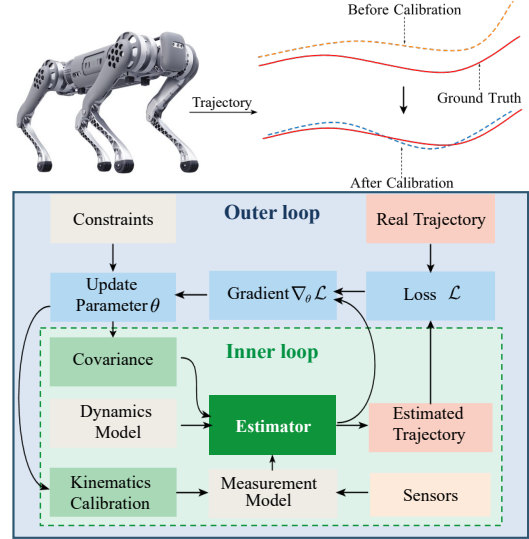 Before Calibration
Trajectory
Ground Truth
After Calibration
Constraints
Outer loop
Real Trajectory
Update
Parameter θ
Gradient ∇θ ℒ
Loss ℒ
Covariance
Inner loop
Dynamics
Model
Estimator
Estimated
Trajectory
Kinematics
Calibration
Measurement
Model
Sensors